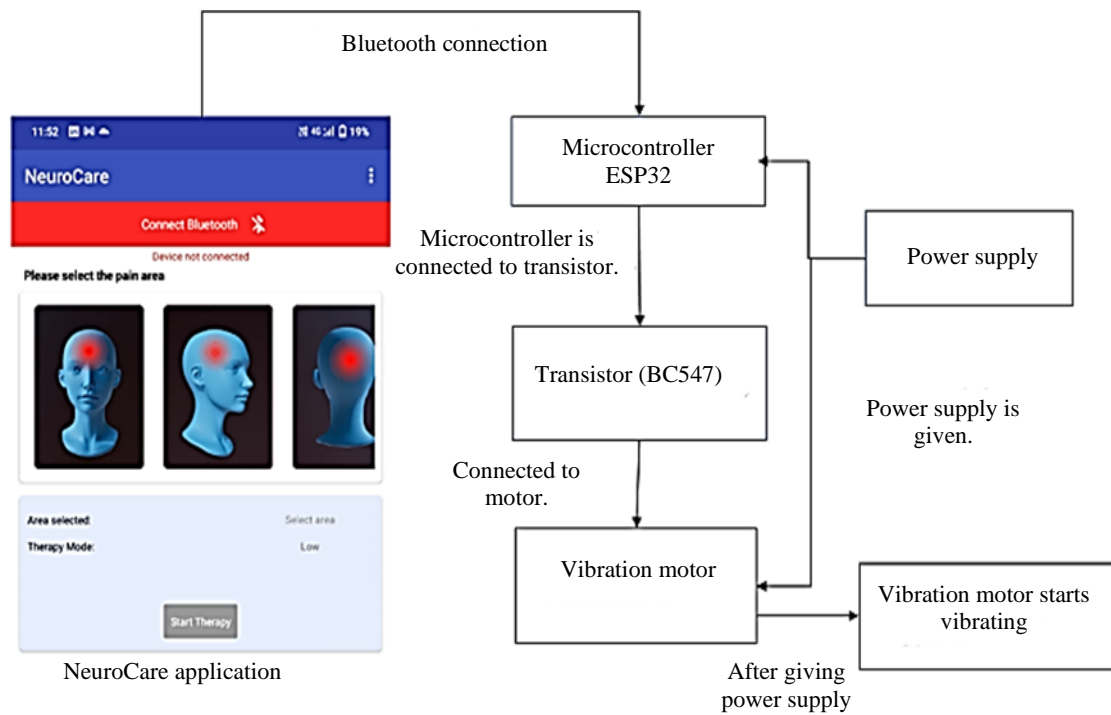 Bluetooth connection
11:52
4G
19%
NeuroCare
Connect Bluetooth
Device not connected
Please select the pain area
Area selected:
Select area
Therapy Mode:
Low
Start Therapy
NeuroCare application
Microcontroller
ESP32
Microcontroller is
connected to transistor.
Power supply
Transistor (BC547)
Power supply is
given.
Connected to
motor.
Vibration motor
Vibration motor starts
vibrating
After giving
power supply